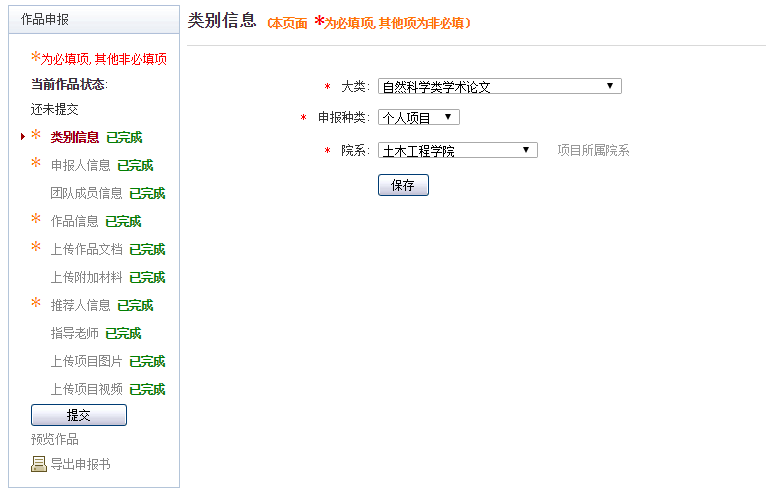 作品申报
*为必填项, 其他非必填项
当前作品状态:
还未提交
* 类别信息 已完成
* 申报人信息 已完成
团队成员信息 已完成
* 作品信息 已完成
* 上传作品文档 已完成
上传附加材料 已完成
* 推荐人信息 已完成
指导老师 已完成
上传项目图片 已完成
上传项目视频 已完成
提交
预览作品
导出申报书
类别信息 (本页面 *为必填项, 其他项为非必填)
* 大类: 自然科学类学术论文
* 申报种类: 个人项目
* 院系: 土木工程学院 项目所属院系
保存